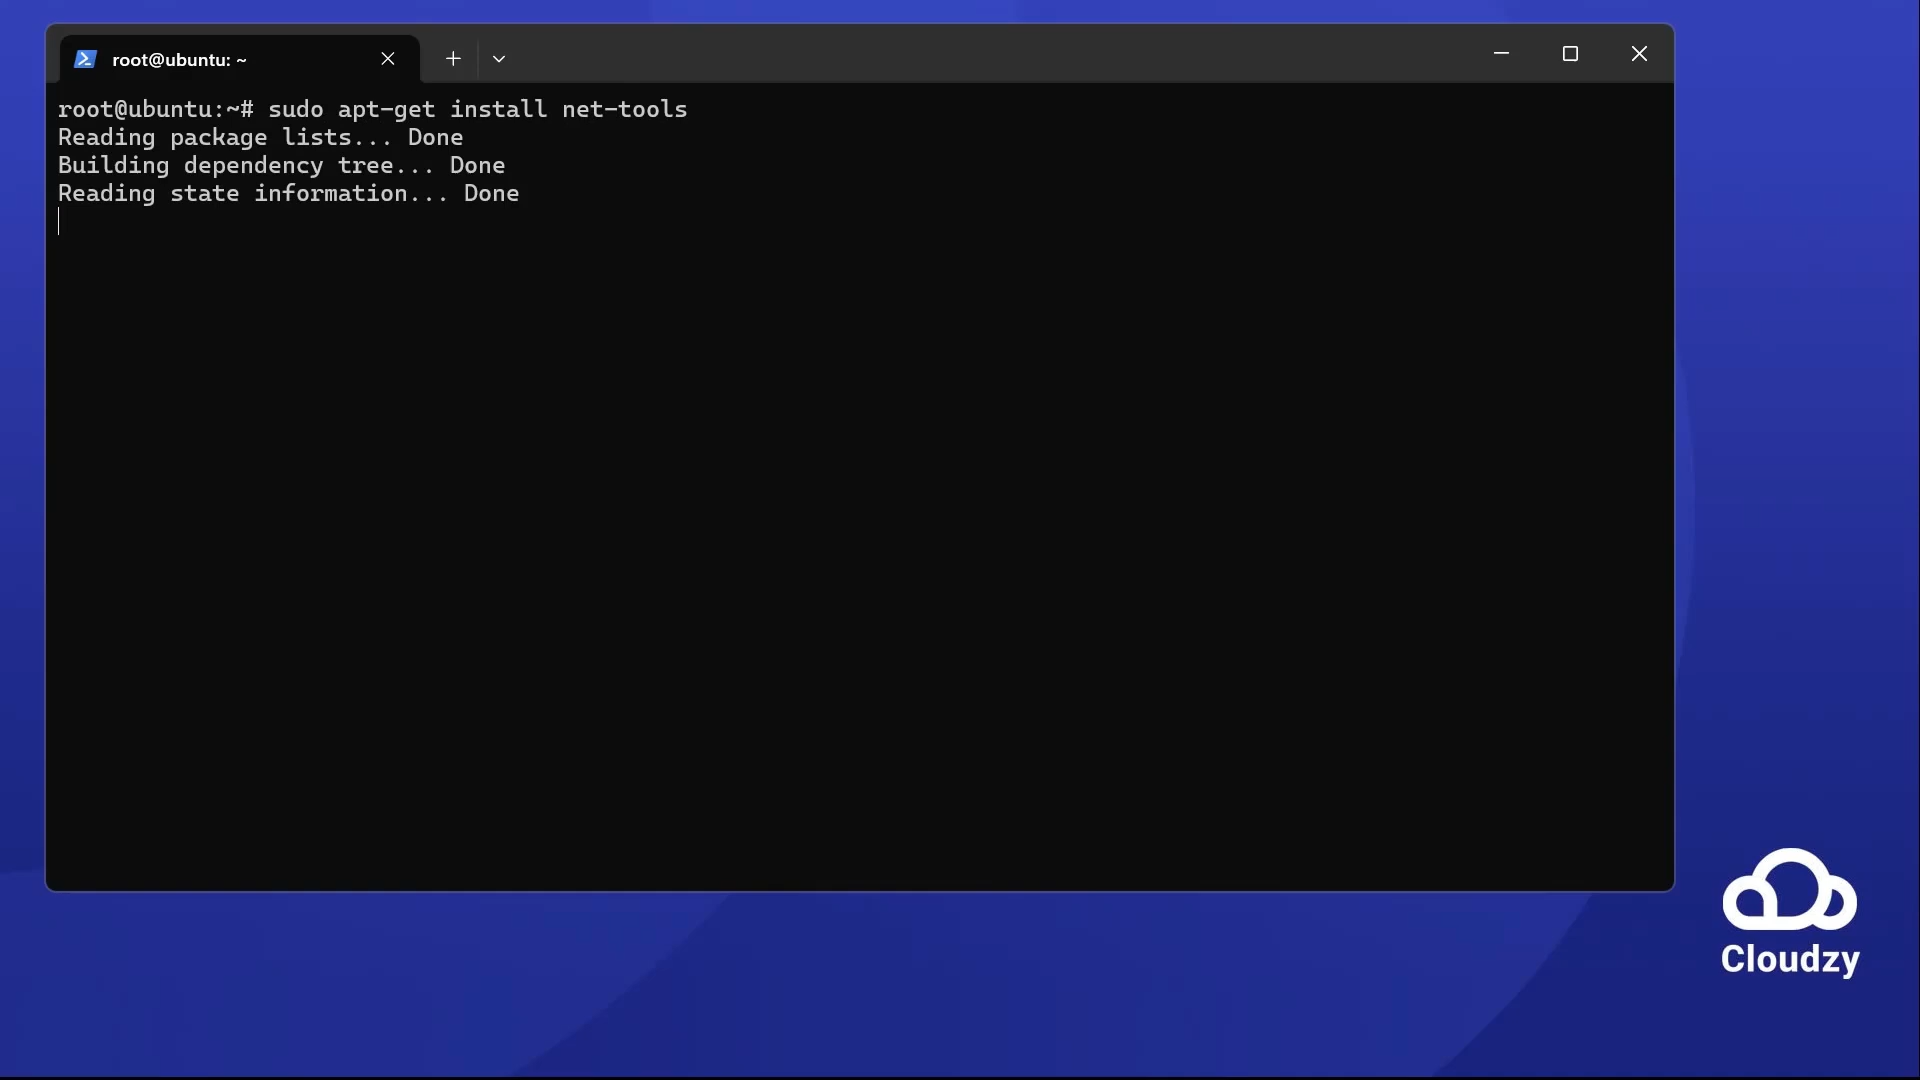 root@ubuntu: ~
root@ubuntu:~# sudo apt-get install net-tools
Reading package lists... Done
Building dependency tree... Done
Reading state information... Done
Cloudzy